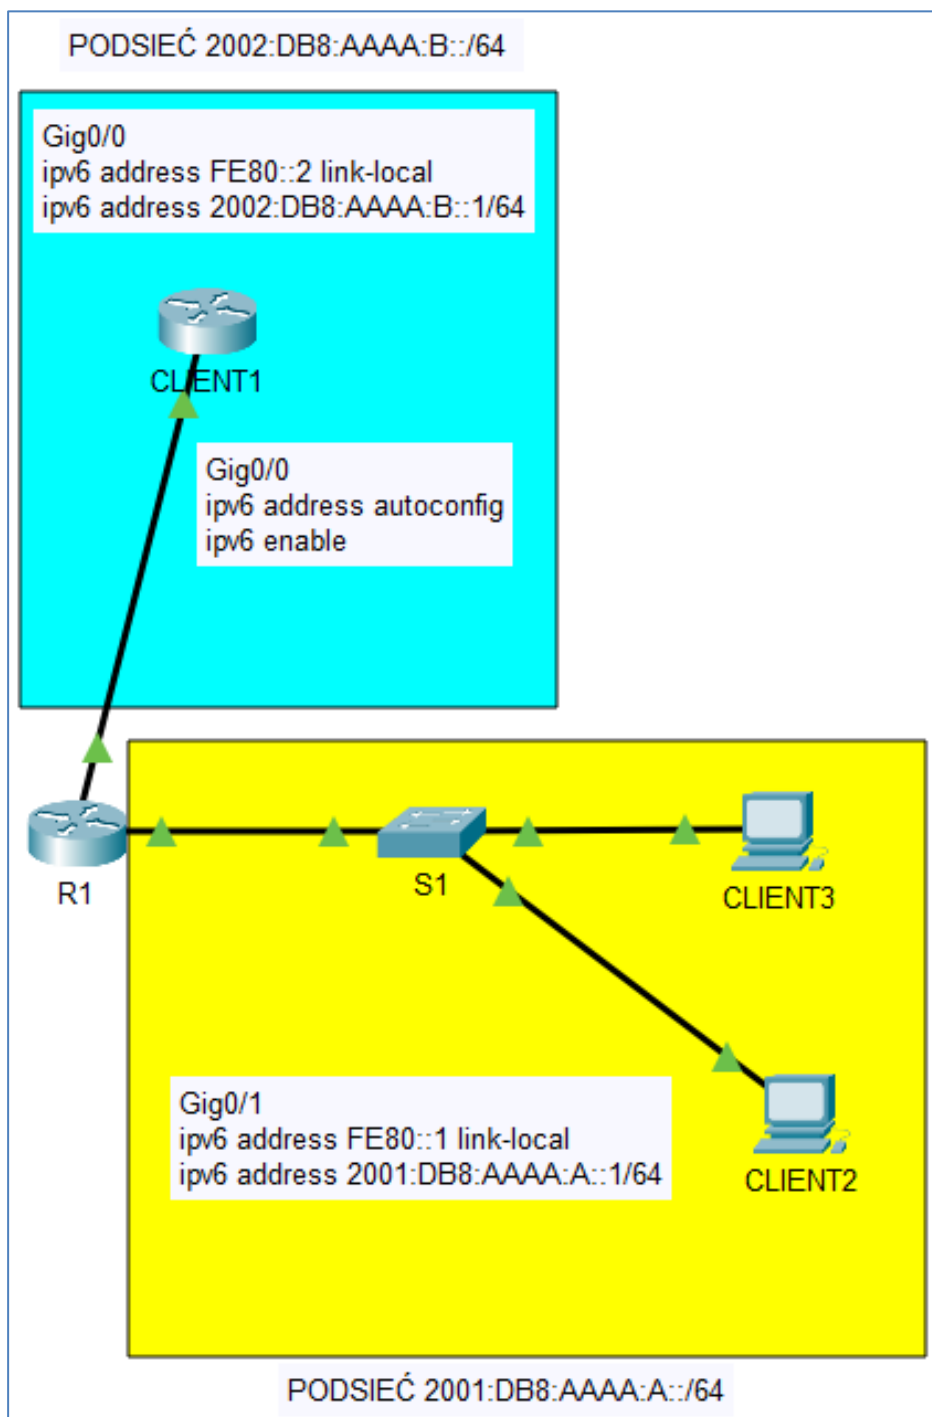 PODSIEĆ 2002:DB8:AAAA:B::/64
Gig0/0
ipv6 address FE80::2 link-local
ipv6 address 2002:DB8:AAAA:B::1/64
CLIENT1
Gig0/0
ipv6 address autoconfig
ipv6 enable
R1
S1
CLIENT3
Gig0/1
ipv6 address FE80::1 link-local
ipv6 address 2001:DB8:AAAA:A::1/64
CLIENT2
PODSIEĆ 2001:DB8:AAAA:A::/64